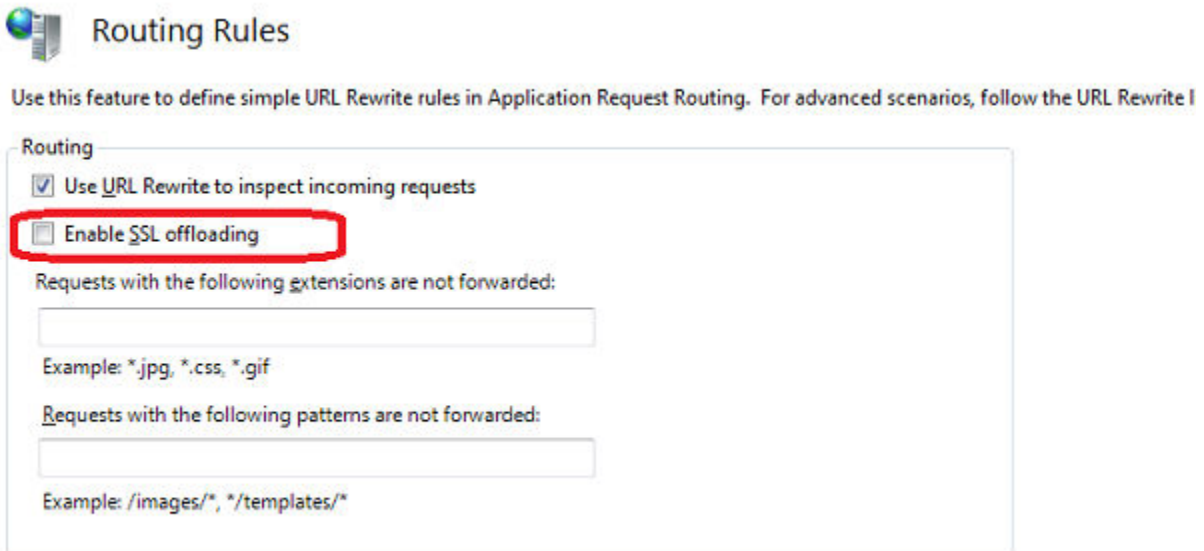 Routing Rules
Use this feature to define simple URL Rewrite rules in Application Request Routing. For advanced scenarios, follow the URL Rewrite
Routing
Use URL Rewrite to inspect incoming requests
Enable SSL offloading
Requests with the following extensions are not forwarded:
Example: *.jpg, *.css, *.gif
Requests with the following patterns are not forwarded:
Example: /images/*, */templates/*